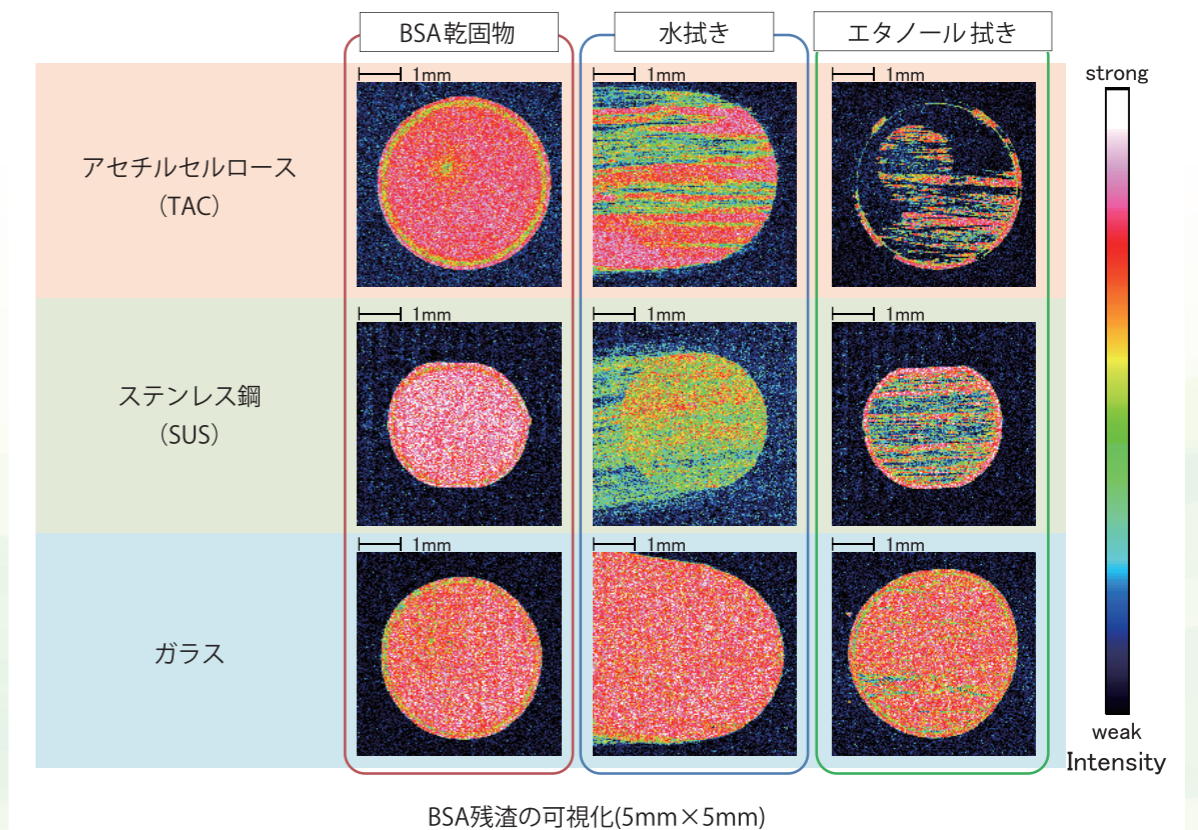 BSA乾固物
水拭き
エタノール 拭き
1mm
1mm
1mm
strong
アセチルセルロース
（TAC）
1mm
1mm
1mm
ステンレス鋼
（SUS）
1mm
1mm
1mm
ガラス
weak
Intensity
BSA残渣の可視化(5mm×5mm)